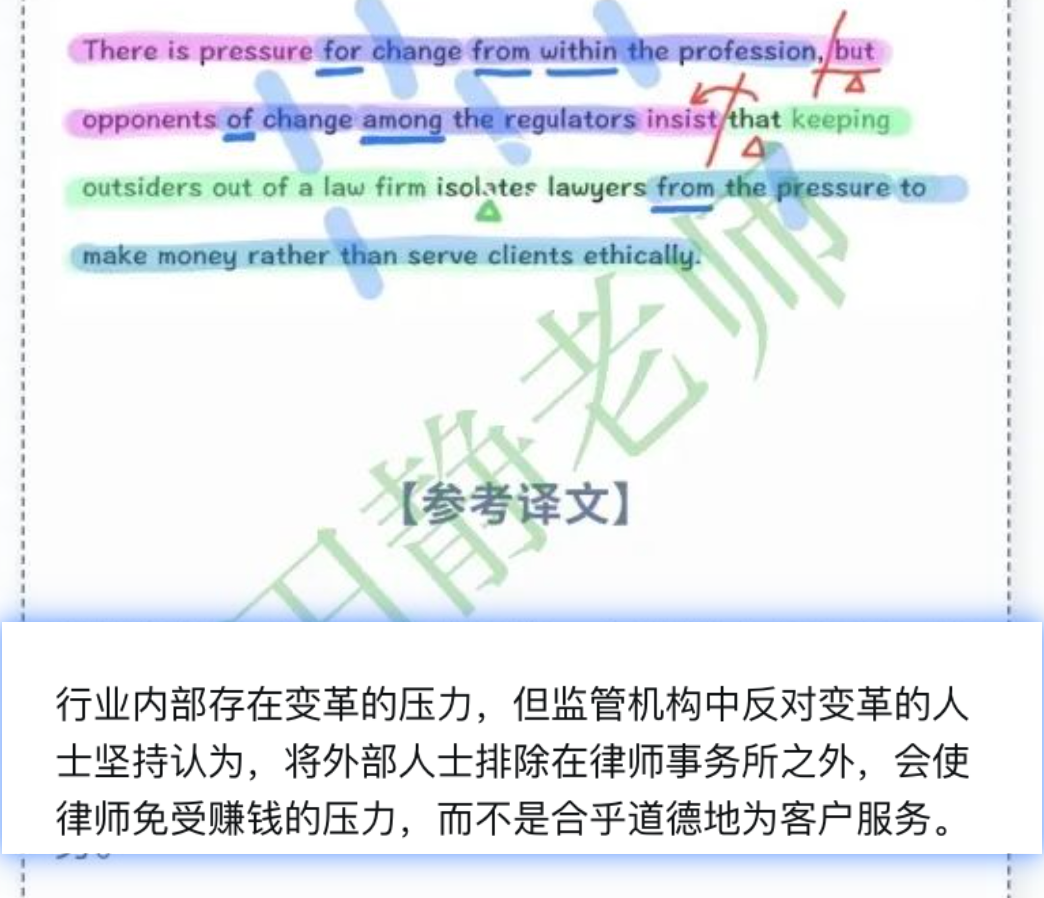 There is pressure for change from within the profession, but
opponents of change among the regulators insist that keeping
outsiders out of a law firm isolates lawyers from the pressure to
make money rather than serve clients ethically.
静老师
【参考译文】
行业内部存在变革的压力，但监管机构中反对变革的人
士坚持认为，将外部人士排除在律师事务所之外，会使
律师免受赚钱的压力，而不是合乎道德地为客户服务。